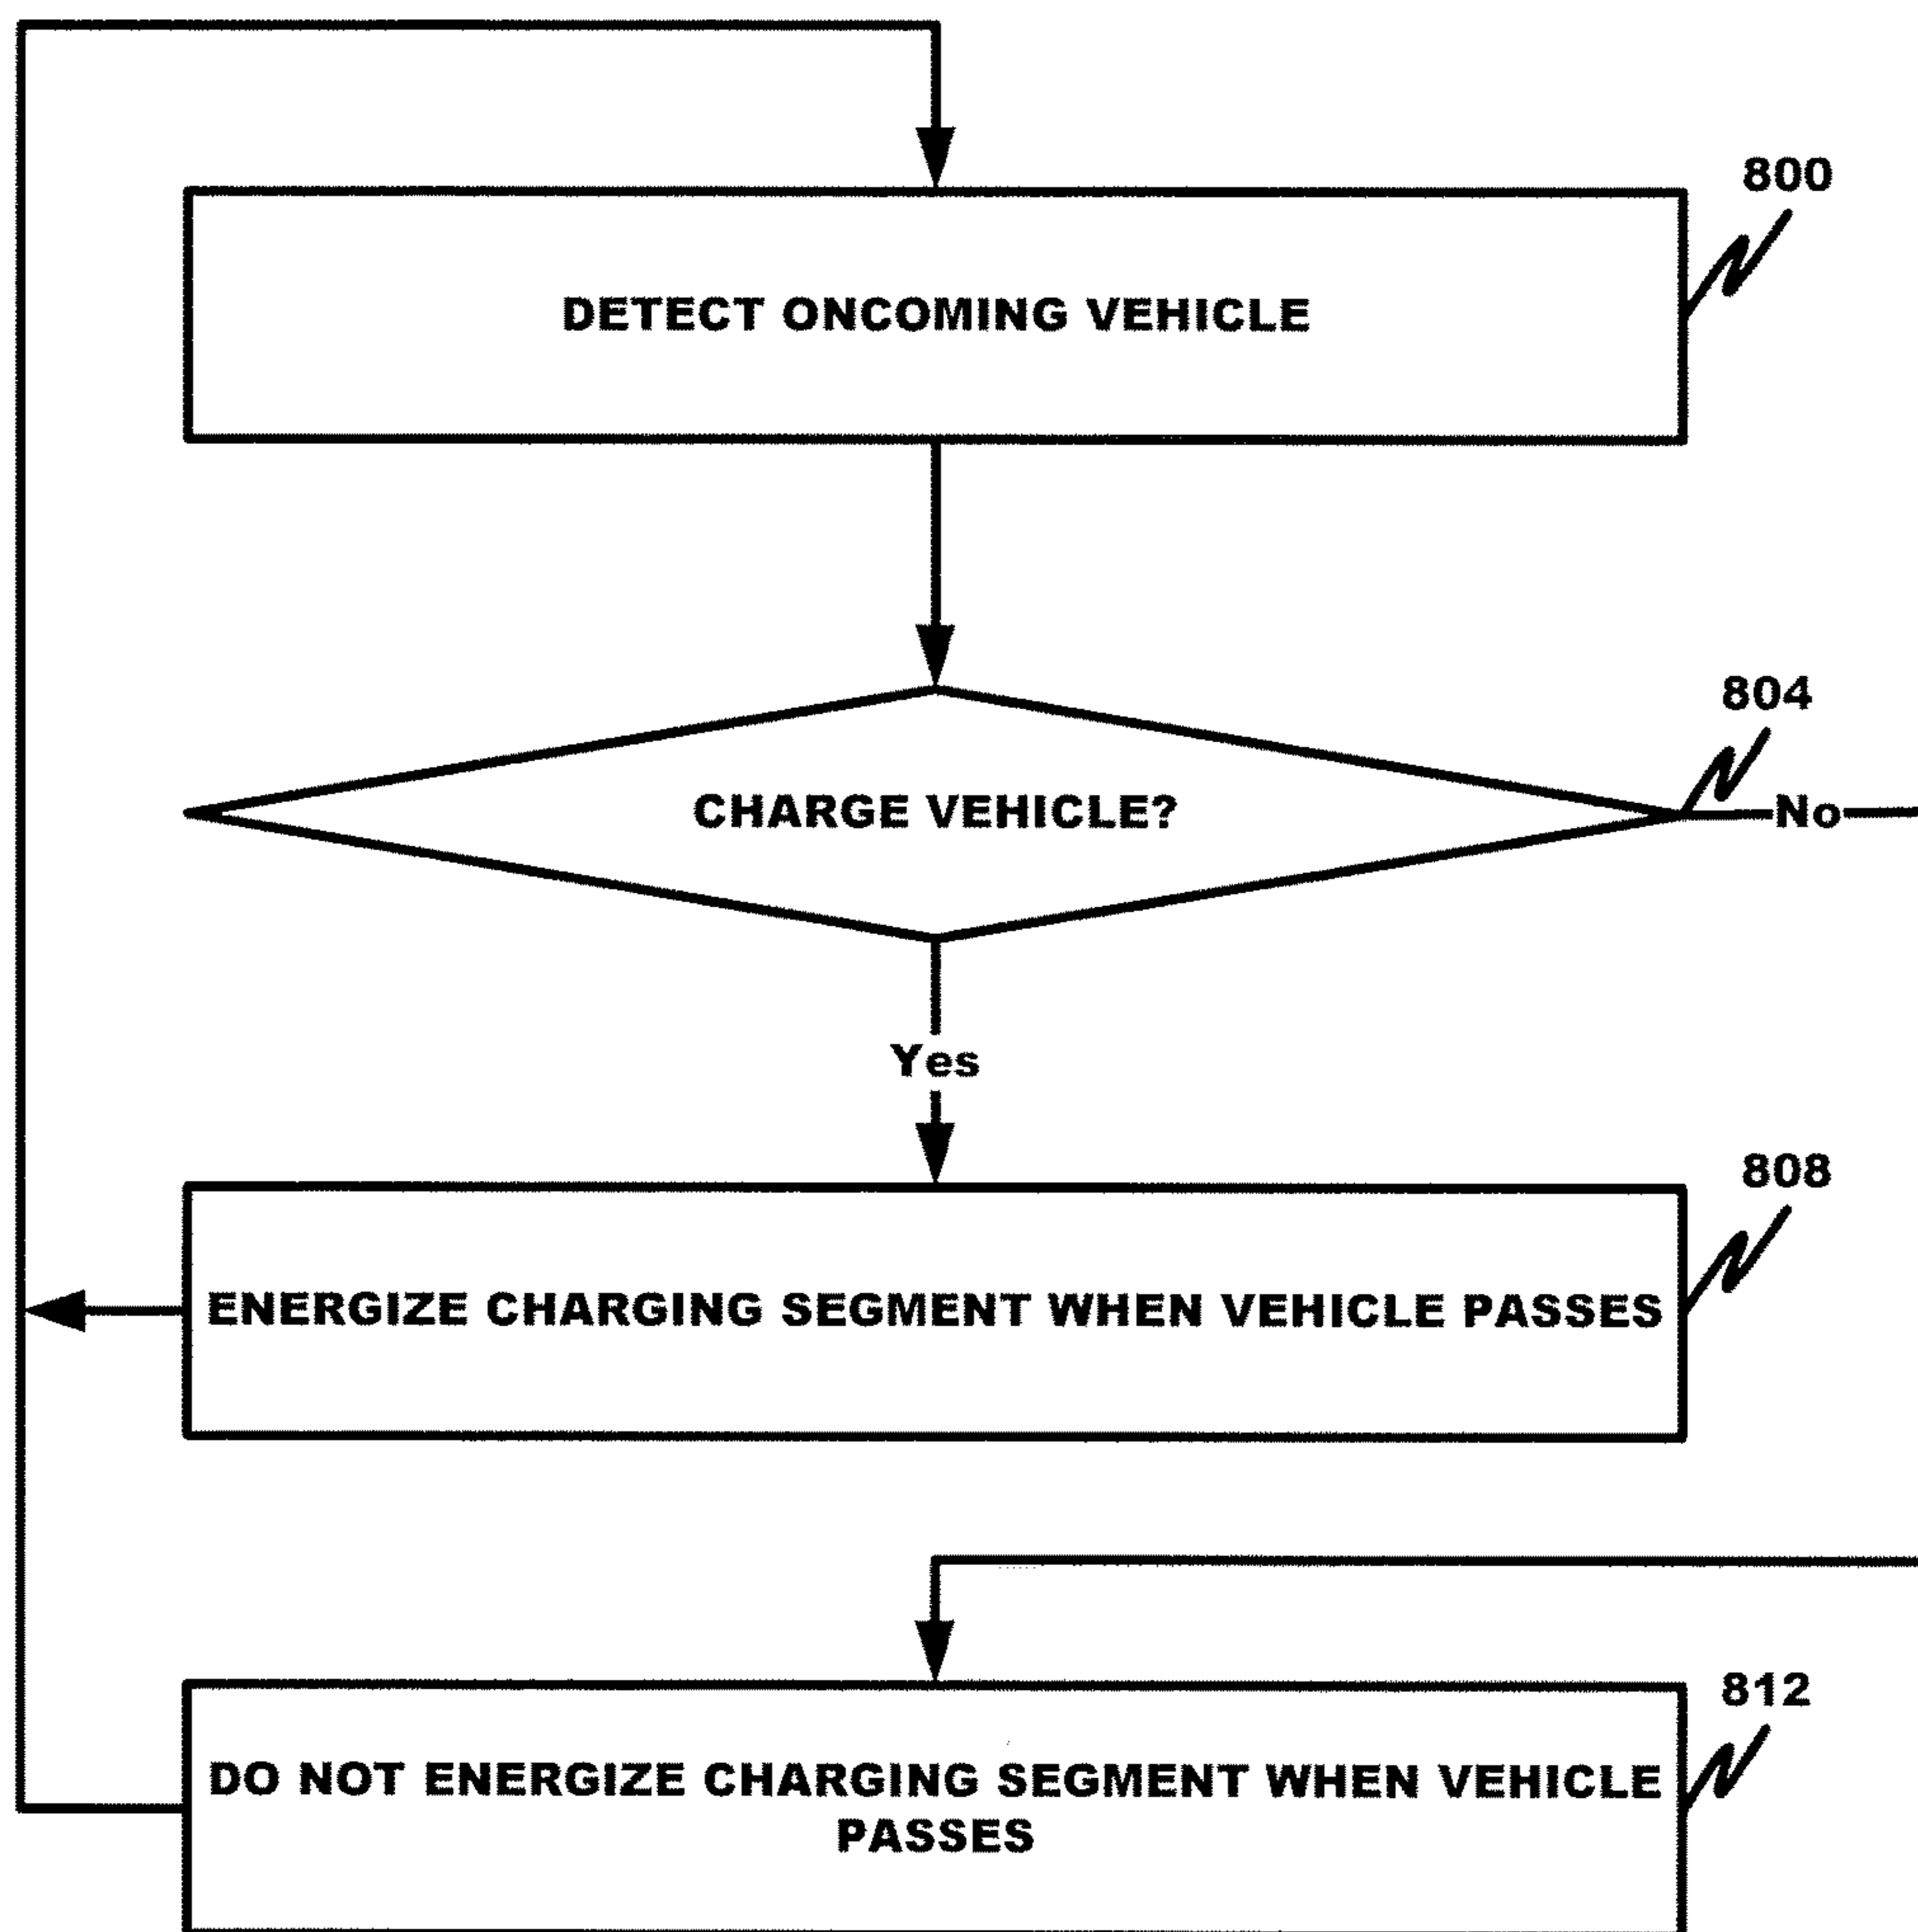 800
DETECT ONCOMING VEHICLE
804
CHARGE VEHICLE?
No
Yes
808
ENERGIZE CHARGING SEGMENT WHEN VEHICLE PASSES
812
DO NOT ENERGIZE CHARGING SEGMENT WHEN VEHICLE
PASSES